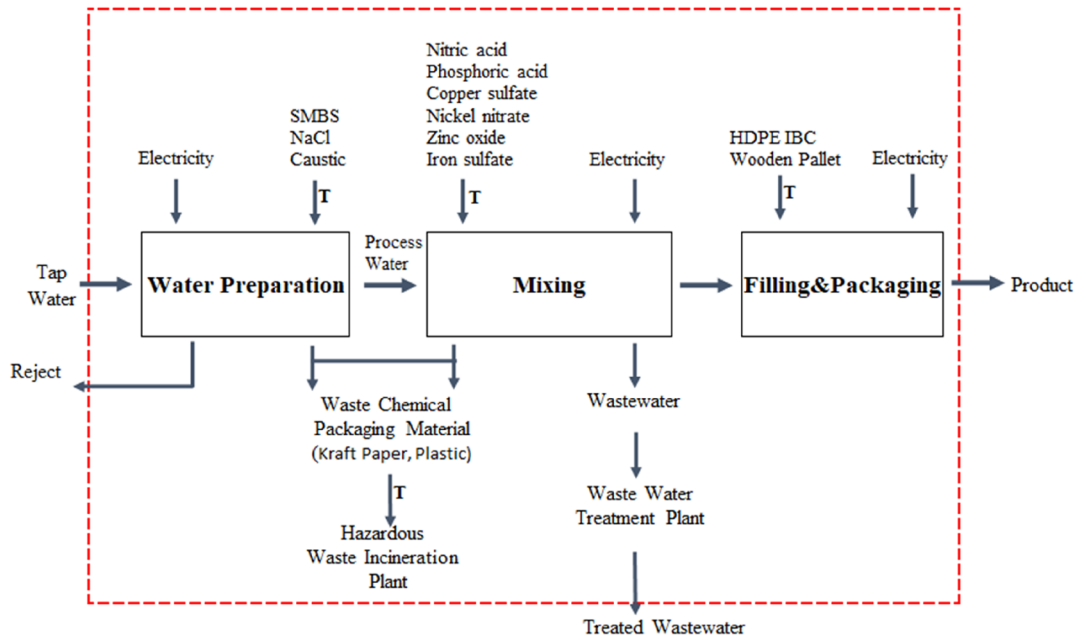 Nitric acid
Phosphoric acid
Copper sulfate
Nickel nitrate
Zinc oxide
Iron sulfate
SMBS
NaCl
Caustic
HDPE IBC
Wooden Pallet
Electricity
Electricity
Electricity
T
T
T
Tap
Water
Water Preparation
Process
Water
Mixing
Filling&Packaging
Product
Reject
Waste Chemical
Packaging Material
(Kraft Paper, Plastic)
T
Hazardous
Waste Incineration
Plant
Wastewater
Waste Water
Treatment Plant
Treated Wastewater